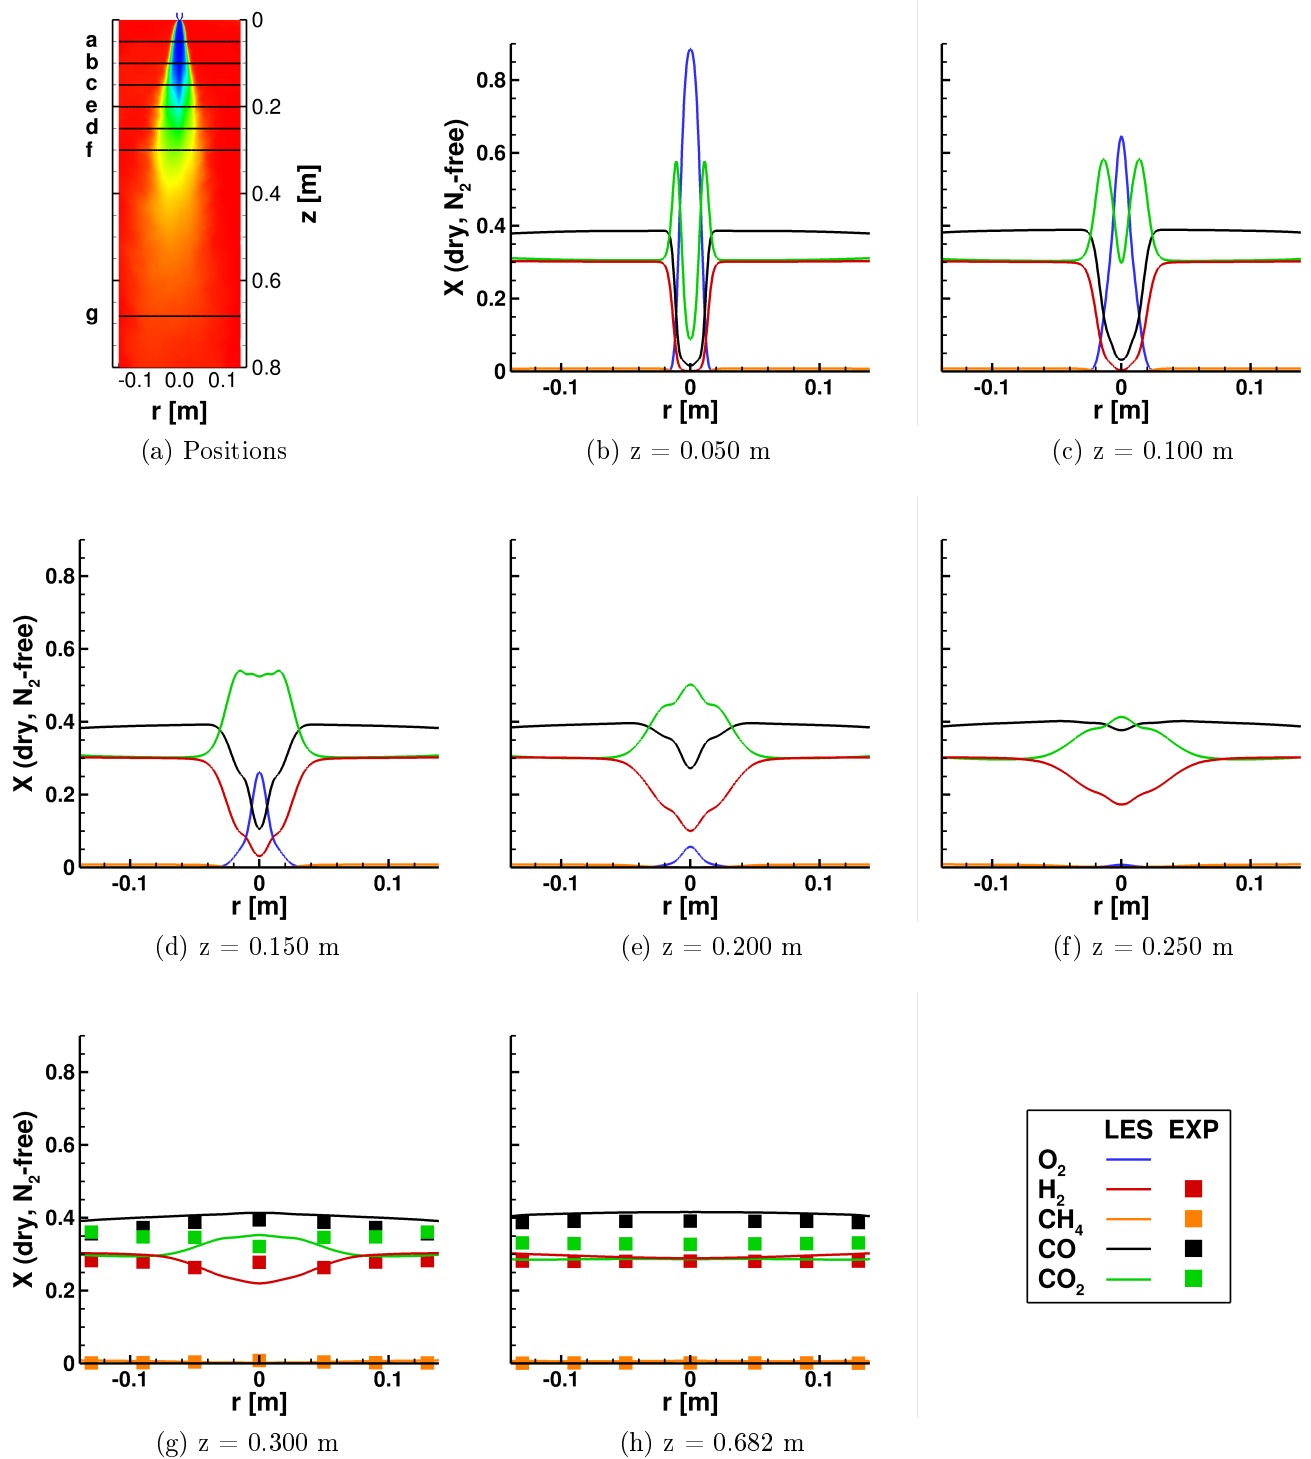 a
b
c
e
d
f
g
0
0.2
0.4
0.6
0.8
z [m]
-0.1 0.0 0.1
r [m]
(a) Positions
X (dry, N₂-free)
0.8
0.6
0.4
0.2
0
-0.1 0 0.1
r [m]
(b) z = 0.050 m
-0.1 0 0.1
r [m]
(c) z = 0.100 m
X (dry, N₂-free)
0.8
0.6
0.4
0.2
0
-0.1 0 0.1
r [m]
(d) z = 0.150 m
-0.1 0 0.1
r [m]
(e) z = 0.200 m
-0.1 0 0.1
r [m]
(f) z = 0.250 m
X (dry, N₂-free)
0.8
0.6
0.4
0.2
0
-0.1 0 0.1
r [m]
(g) z = 0.300 m
-0.1 0 0.1
r [m]
(h) z = 0.682 m
LES EXP
O₂
H₂
CH₄
CO
CO₂